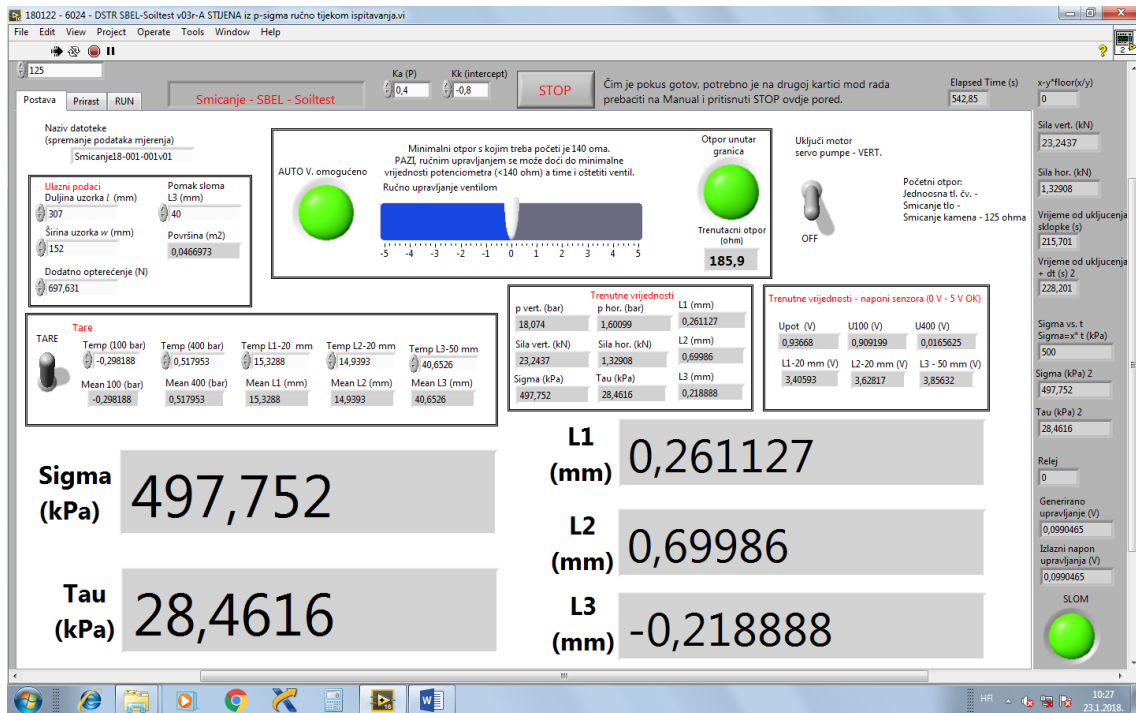 180122 - 6024 - DSTR SBEL-Soiltest v03r-A STIJENA iz p-sigma ručno tijekom ispitavanja.vi
File Edit View Project Operate Tools Window Help
?
2
125
Postava Prirast RUN
Smicanje - SBEL - Soiltest
Ka (P)
0,4
Kk (intercept)
-0,8
STOP
Čim je pokus gotov, potrebno je na drugoj kartici mod rada
prebaciti na Manual i pritisnuti STOP ovdje pored.
Elapsed Time (s)
542,85
x-y*floor(x/y)
0
Naziv datoteke
(spremanje podataka mjerenja)
Smicanje18-001-001v01
Ulazni podaci
Duljina uzorka l (mm)
307
Širina uzorka w (mm)
152
Dodatno opterećenje (N)
697,631
Pomak sloma
L3 (mm)
40
Površina (m2)
0,0466973
AUTO V. omogućeno
Minimalni otpor s kojim treba početi je 140 oma.
PAZI, ručnim upravljanjem se može doći do minimalne
vrijednosti potenciometra (<140 ohm) a time i oštetiti ventil.
Ručno upravljanje ventilom
-5 -4 -3 -2 -1 0 1 2 3 4 5
Otpor unutar
granica
Trenutacni otpor
(ohm)
185,9
Uključi motor
servo pumpe - VERT.
OFF
Početni otpor:
Jednoosna tl. čv. -
Smicanje tlo -
Smicanje kamena - 125 ohma
Tare
TARE
Temp (100 bar) Temp (400 bar) Temp L1-20 mm Temp L2-20 mm Temp L3-50 mm
-0,298188 0,517953 15,3288 14,9393 40,6526
Mean 100 (bar) Mean 400 (bar) Mean L1 (mm) Mean L2 (mm) Mean L3 (mm)
-0,298188 0,517953 15,3288 14,9393 40,6526
Trenutne vrijednosti
p vert. (bar) p hor. (bar) L1 (mm)
18,074 1,60099 0,261127
Sila vert. (kN) Sila hor. (kN) L2 (mm)
23,2437 1,32908 0,69986
Sigma (kPa) Tau (kPa) L3 (mm)
497,752 28,4616 0,218888
Trenutne vrijednosti - naponi senzora (0 V - 5 V OK)
Upot (V) U100 (V) U400 (V)
0,93668 0,909199 0,0165625
L1-20 mm (V) L2-20 mm (V) L3 - 50 mm (V)
3,40593 3,62817 3,85632
Sigma
(kPa)
497,752
Tau
(kPa)
28,4616
L1
(mm)
0,261127
L2
(mm)
0,69986
L3
(mm)
-0,218888
Sila vert. (kN)
23,2437
Sila hor. (kN)
1,32908
Vrijeme od ukljucenja
sklopke (s)
215,701
Vrijeme od ukljucenja
+ dt (s) 2
228,201
Sigma vs. t
Sigma=x* t (kPa)
500
Sigma (kPa) 2
497,752
Tau (kPa) 2
28,4616
Relej
0
Generirano
upravljanje (V)
0,0990465
Izlazni napon
upravljanja (V)
0,0990465
SLOM
HR
10:27
23.1.2018.